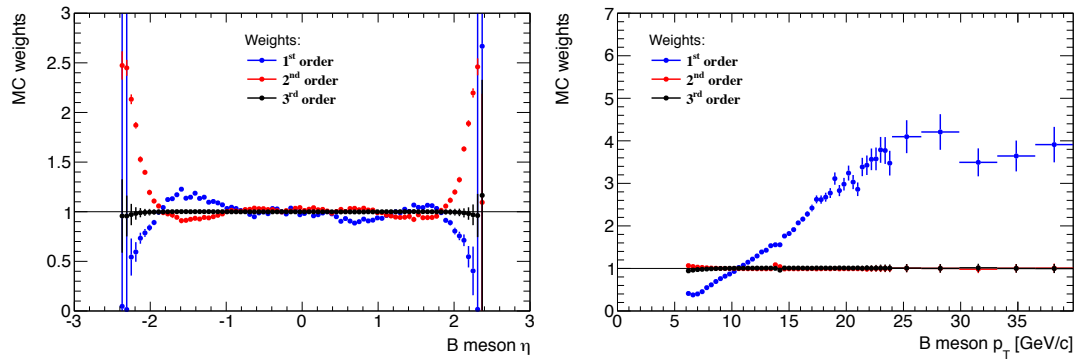 MC weights
3
2.5
2
1.5
1
0.5
0
Weights:
1st order
2nd order
3rd order
-3 -2 -1 0 1 2 3
B meson η
MC weights
7
6
5
4
3
2
1
0
Weights:
1st order
2nd order
3rd order
0 5 10 15 20 25 30 35
B meson pT [GeV/c]